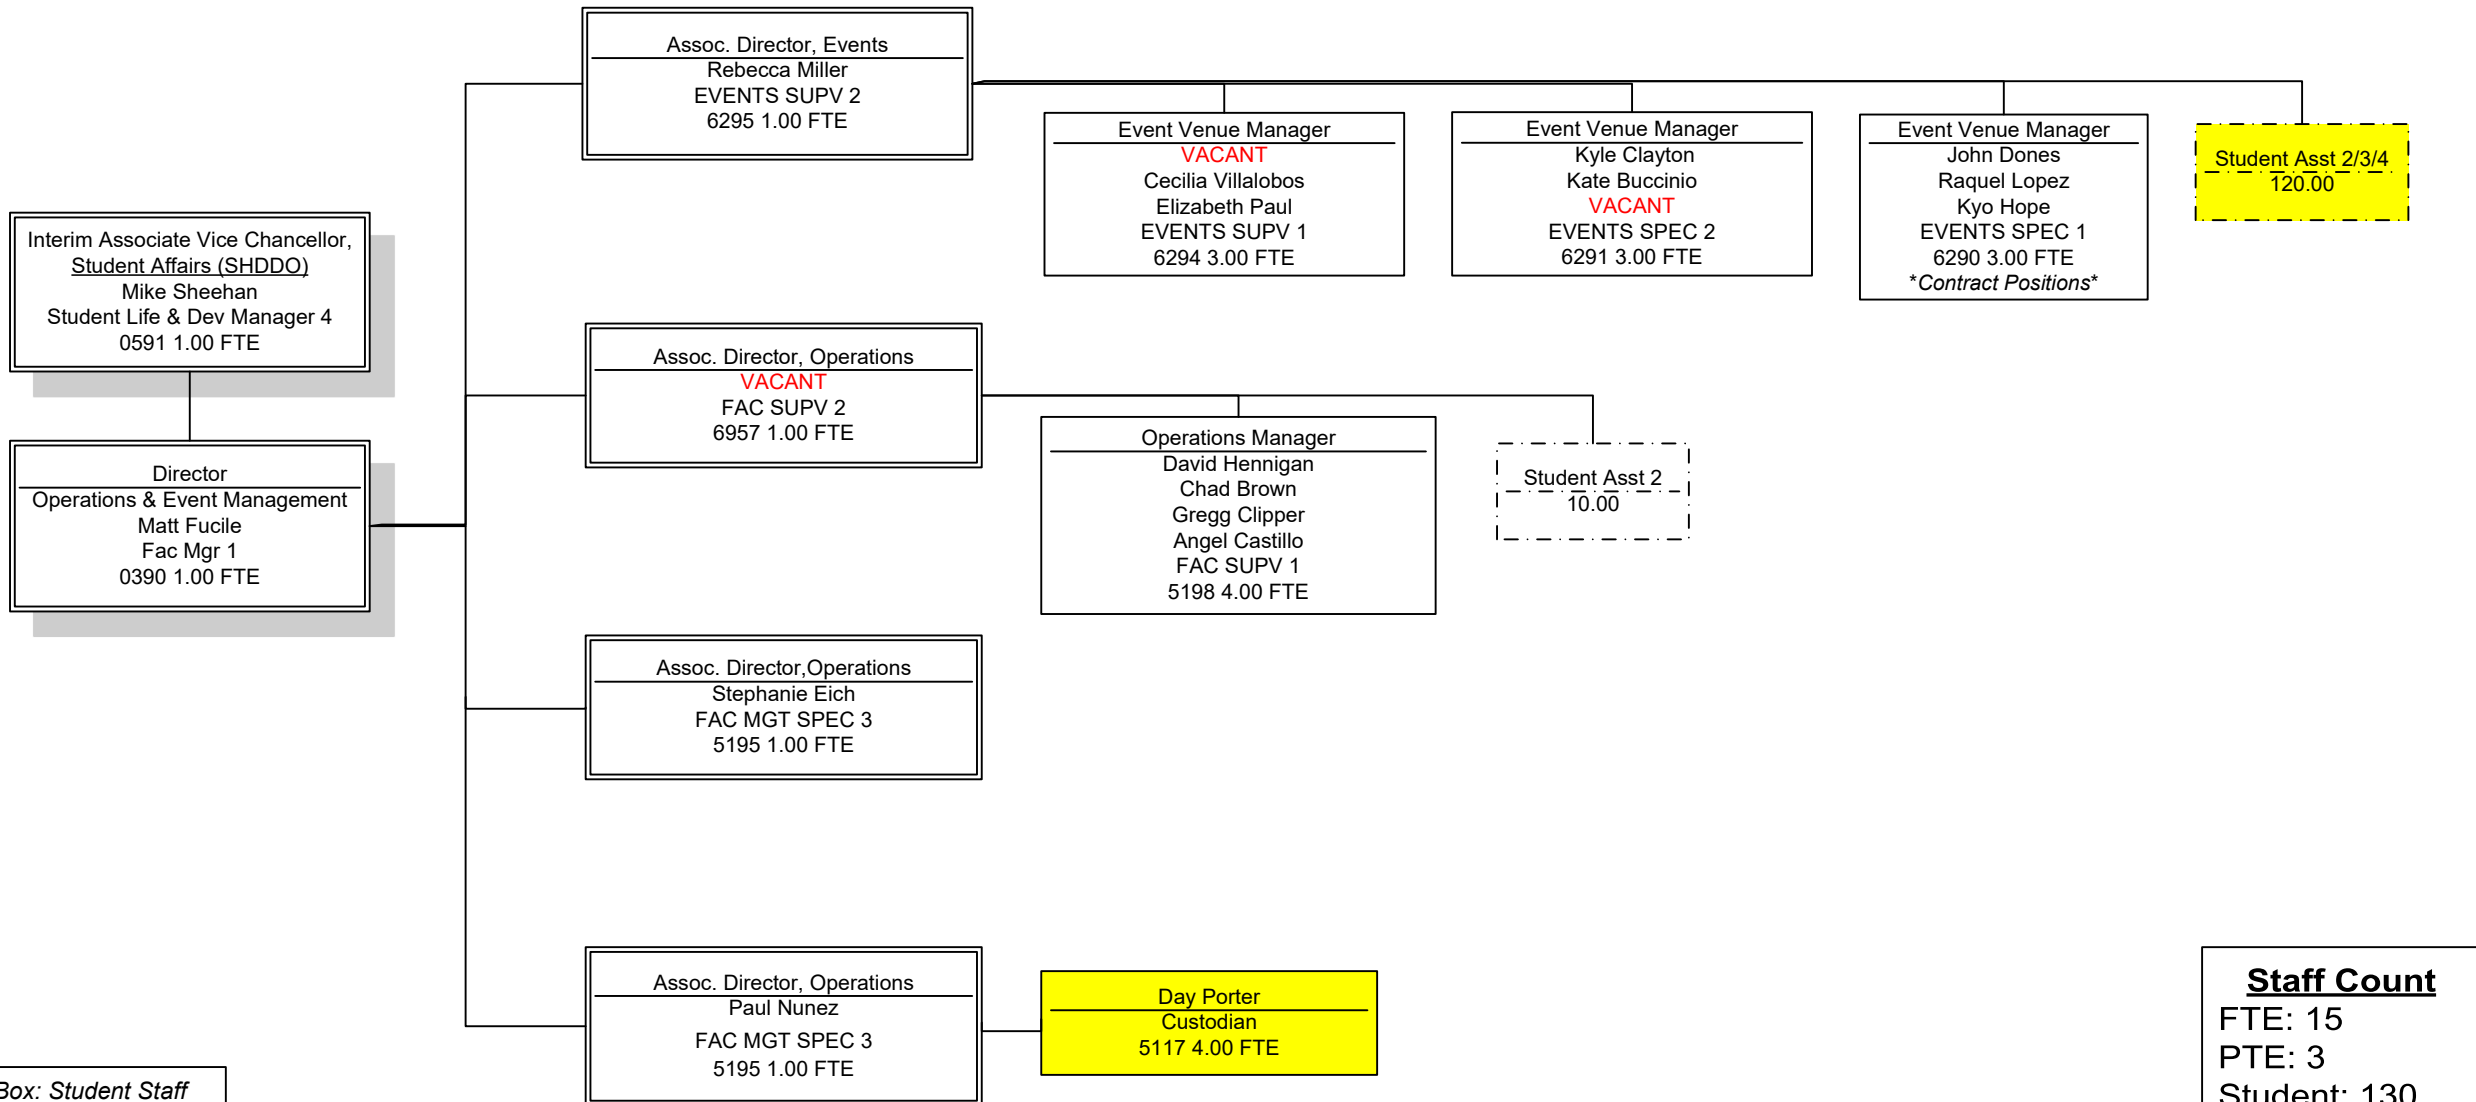 Assoc. Director, Events
Rebecca Miller
EVENTS SUPV 2
6295 1.00 FTE
Event Venue Manager
VACANT
Cecilia Villalobos
Elizabeth Paul
EVENTS SUPV 1
6294 3.00 FTE
Event Venue Manager
Kyle Clayton
Kate Buccinio
VACANT
EVENTS SPEC 2
6291 3.00 FTE
Event Venue Manager
John Dones
Raquel Lopez
Kyo Hope
EVENTS SPEC 1
6290 3.00 FTE
*Contract Positions*
Student Asst 2/3/4
120.00
Interim Associate Vice Chancellor,
Student Affairs (SHDDO)
Mike Sheehan
Student Life & Dev Manager 4
0591 1.00 FTE
Director
Operations & Event Management
Matt Fucile
Fac Mgr 1
0390 1.00 FTE
Assoc. Director, Operations
VACANT
FAC SUPV 2
6957 1.00 FTE
Operations Manager
David Hennigan
Chad Brown
Gregg Clipper
Angel Castillo
FAC SUPV 1
5198 4.00 FTE
Student Asst 2
10.00
Assoc. Director,Operations
Stephanie Eich
FAC MGT SPEC 3
5195 1.00 FTE
Assoc. Director, Operations
Paul Nunez
FAC MGT SPEC 3
5195 1.00 FTE
Day Porter
Custodian
5117 4.00 FTE
Staff Count
FTE: 15
PTE: 3
Student: 130
Box: Student Staff